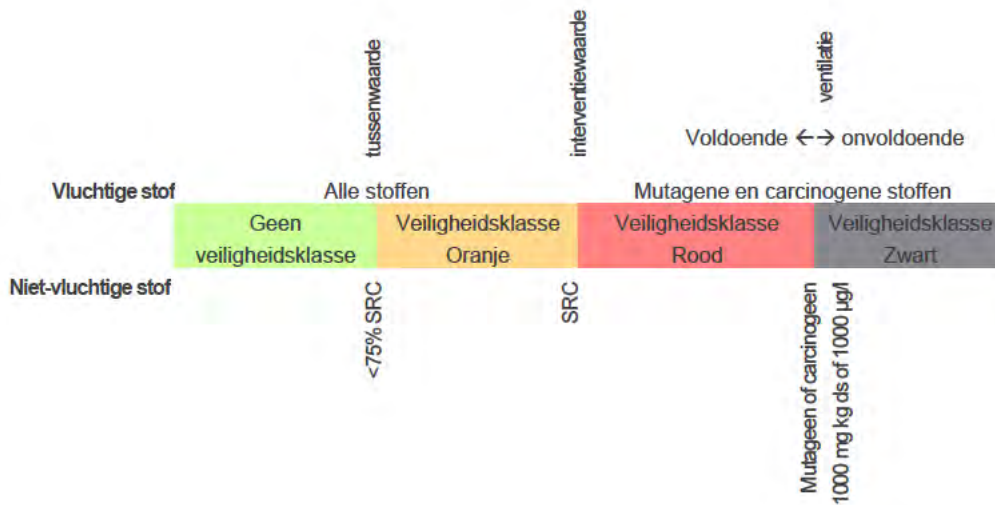 tussenwaarde
interventiewaarde
ventilatie
Voldoende ←→ onvoldoende
Vluchtige stof
Alle stoffen
Mutagene en carcinogene stoffen
Geen
veiligheidsklasse
Veiligheidsklasse
Oranje
Veiligheidsklasse
Rood
Veiligheidsklasse
Zwart
Niet-vluchtige stof
<75% SRC
SRC
Mutageen of carcinogeen
1000 mg kg ds of 1000 µg/l